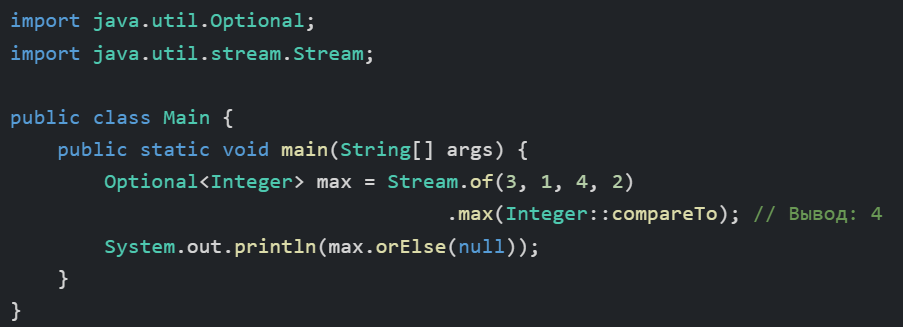 import java.util.Optional;
import java.util.stream.Stream;

public class Main {
    public static void main(String[] args) {
        Optional<Integer> max = Stream.of(3, 1, 4, 2)
                                     .max(Integer::compareTo); // Вывод: 4
        System.out.println(max.orElse(null));
    }
}